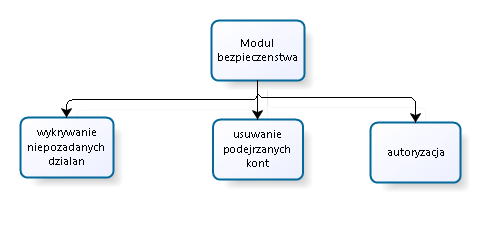 Modul
bezpieczenstwa
wykrywanie
niepozadanych
dzialan
usuwanie
podejrzanych
kont
autoryzacja